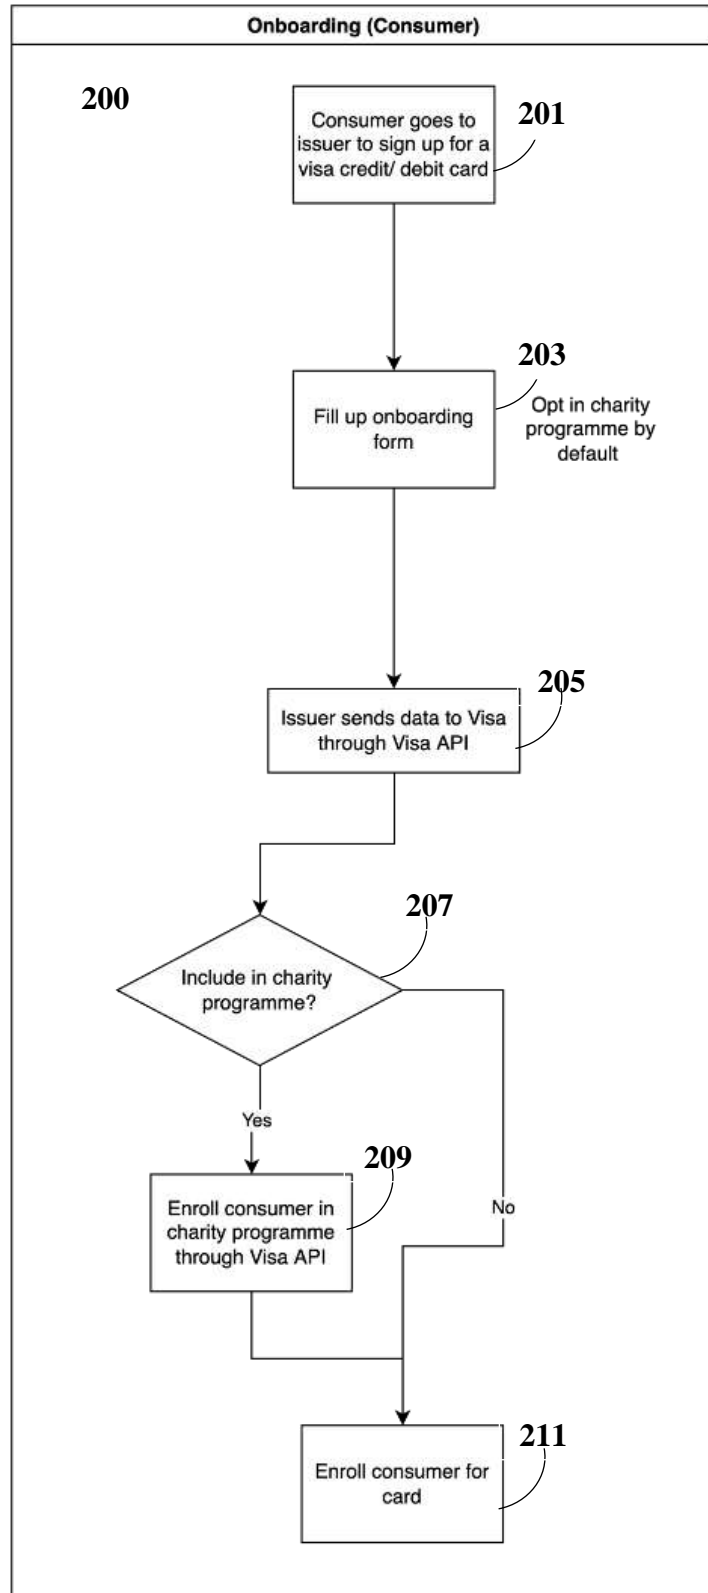 Onboarding (Consumer)
200
201
Consumer goes to
issuer to sign up for a
visa credit/ debit card
203
Fill up onboarding
form
Opt in charity
programme by
default
205
Issuer sends data to Visa
through Visa API
207
Include in charity
programme?
Yes
No
209
Enroll consumer in
charity programme
through Visa API
211
Enroll consumer for
card